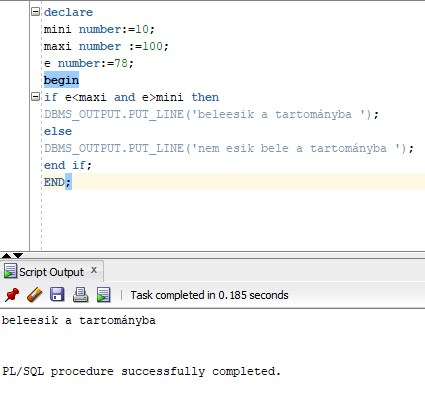 declare
mini number:=10;
maxi number :=100;
e number:=78;
begin
if e<maxi and e>mini then
DBMS_OUTPUT.PUT_LINE('beleesik a tartományba ');
else
DBMS_OUTPUT.PUT_LINE('nem esik bele a tartományba ');
end if;
END;
Script Output x
Task completed in 0.185 seconds
beleesik a tartományba
PL/SQL procedure successfully completed.